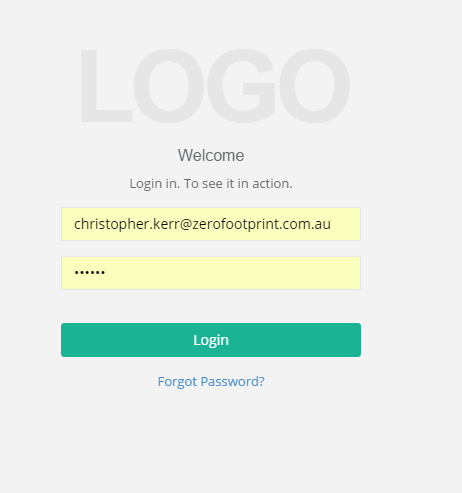 LOGO
Welcome
Login in. To see it in action.
christopher.kerr@zerofootprint.com.au
••••••
Login
Forgot Password?